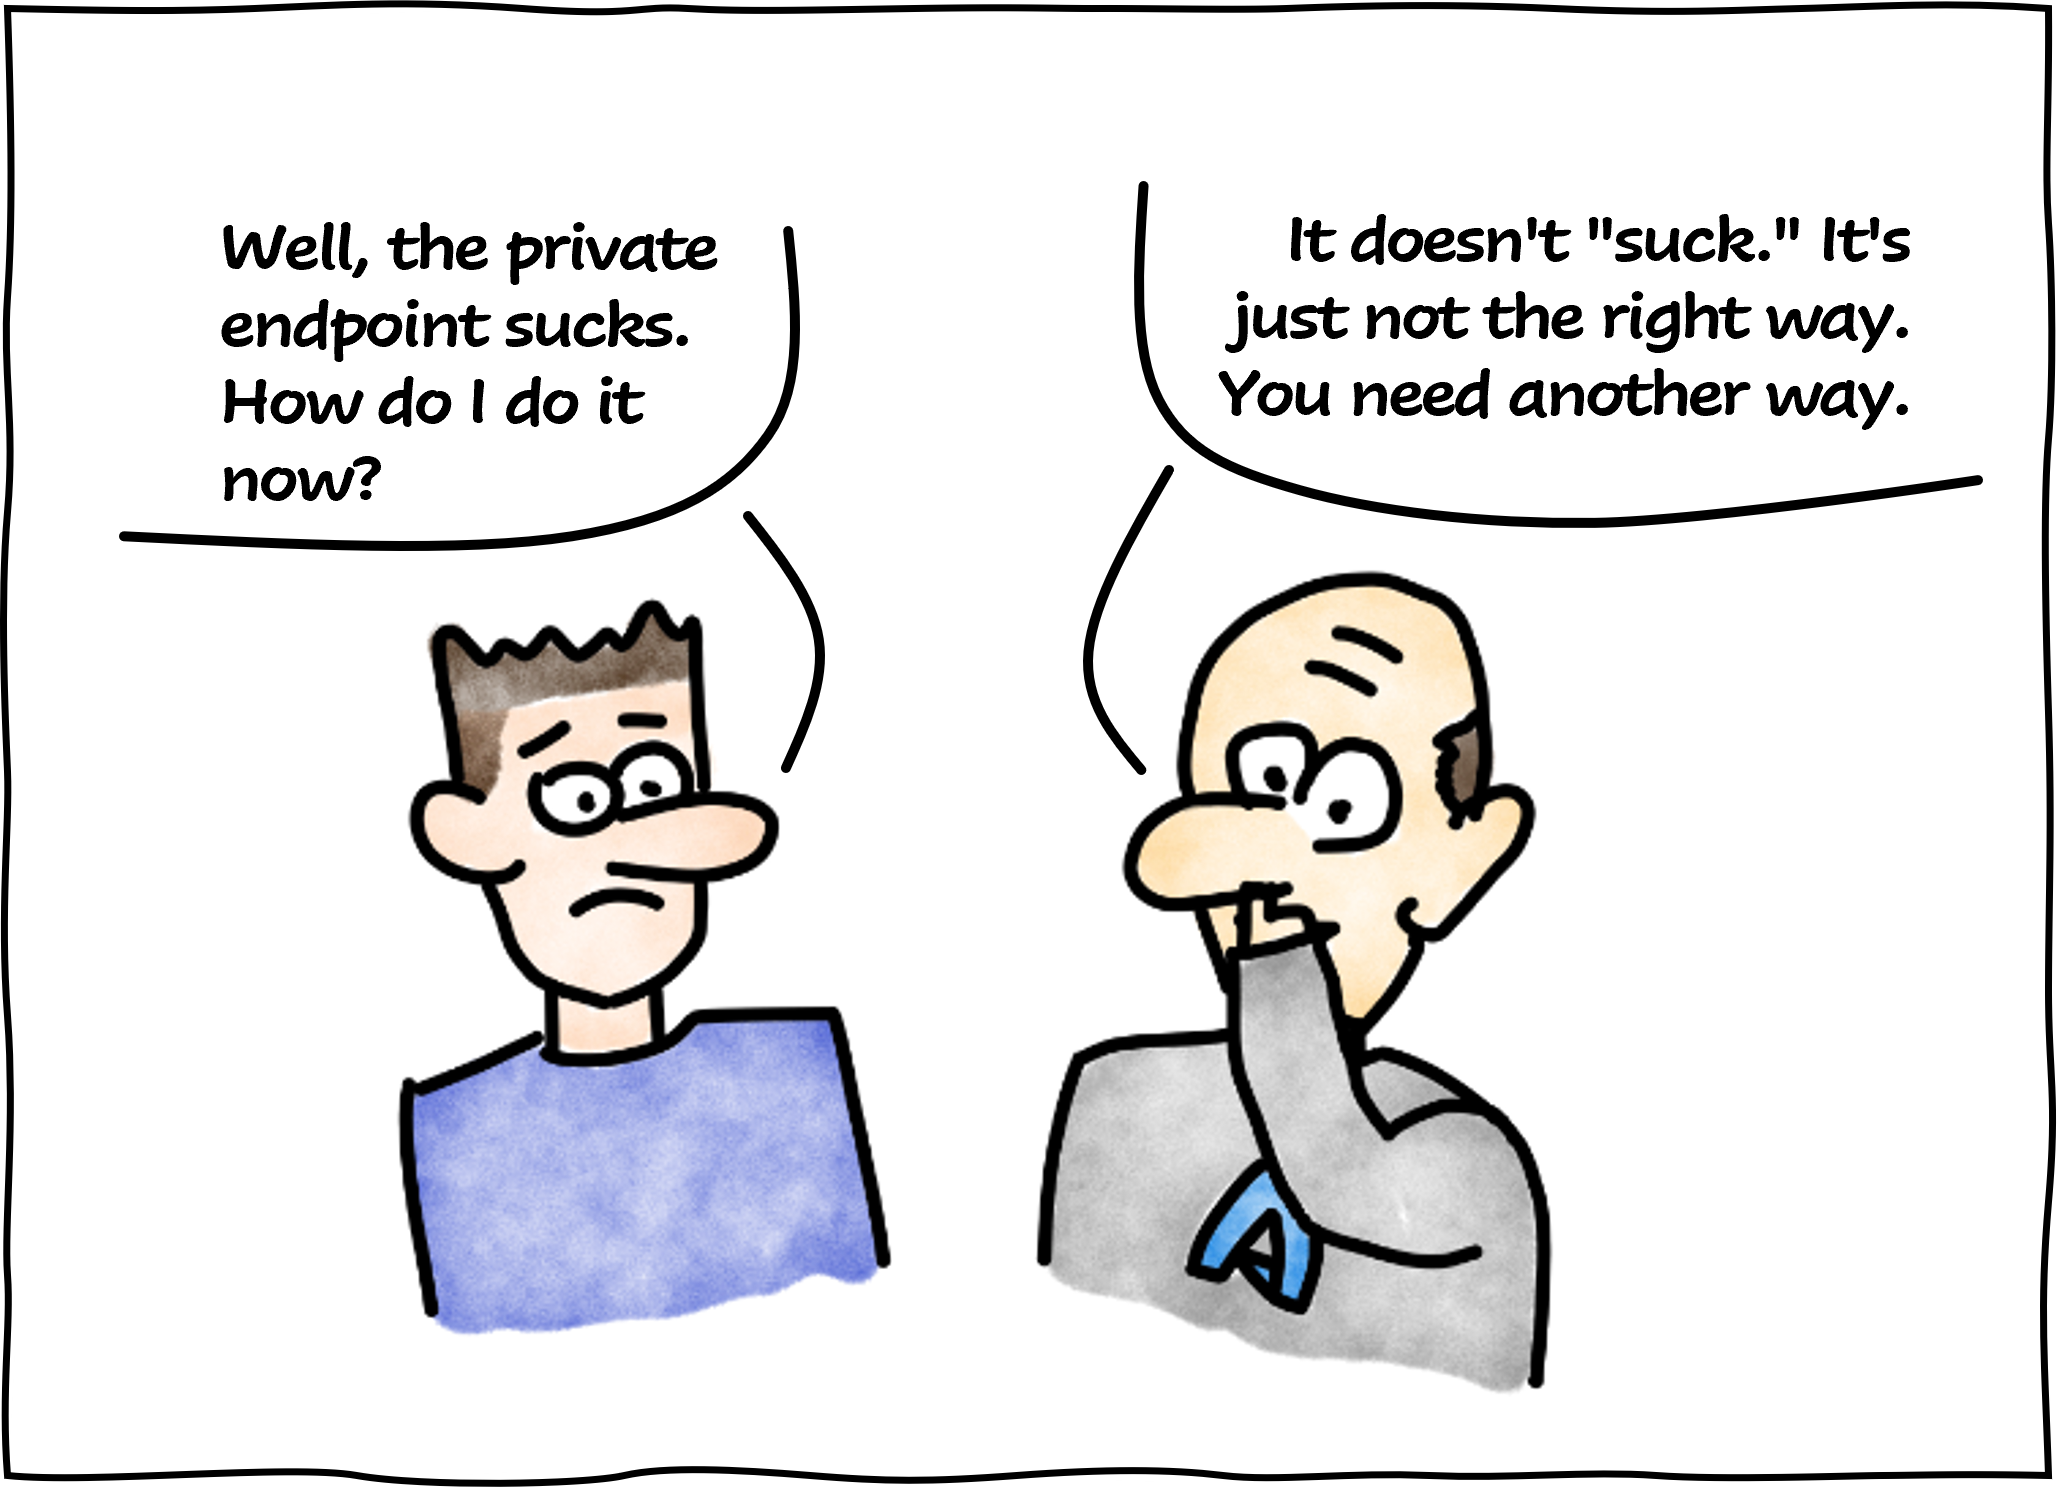 Well, the private
endpoint sucks.
How do I do it
now?
It doesn't "suck." It's
just not the right way.
You need another way.